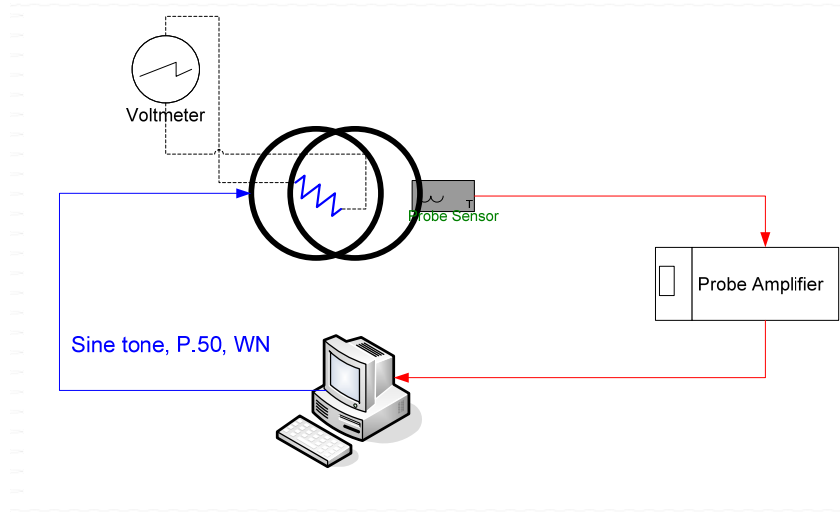 Voltmeter
Probe Sensor
T
Probe Amplifier
Sine tone, P.50, WN